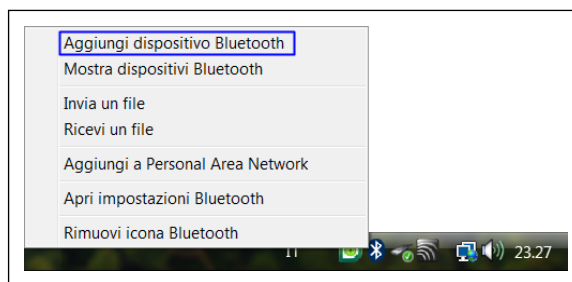 Aggiungi dispositivo Bluetooth
Mostra dispositivi Bluetooth
Invia un file
Ricevi un file
Aggiungi a Personal Area Network
Apri impostazioni Bluetooth
Rimuovi icona Bluetooth
IT
23.27